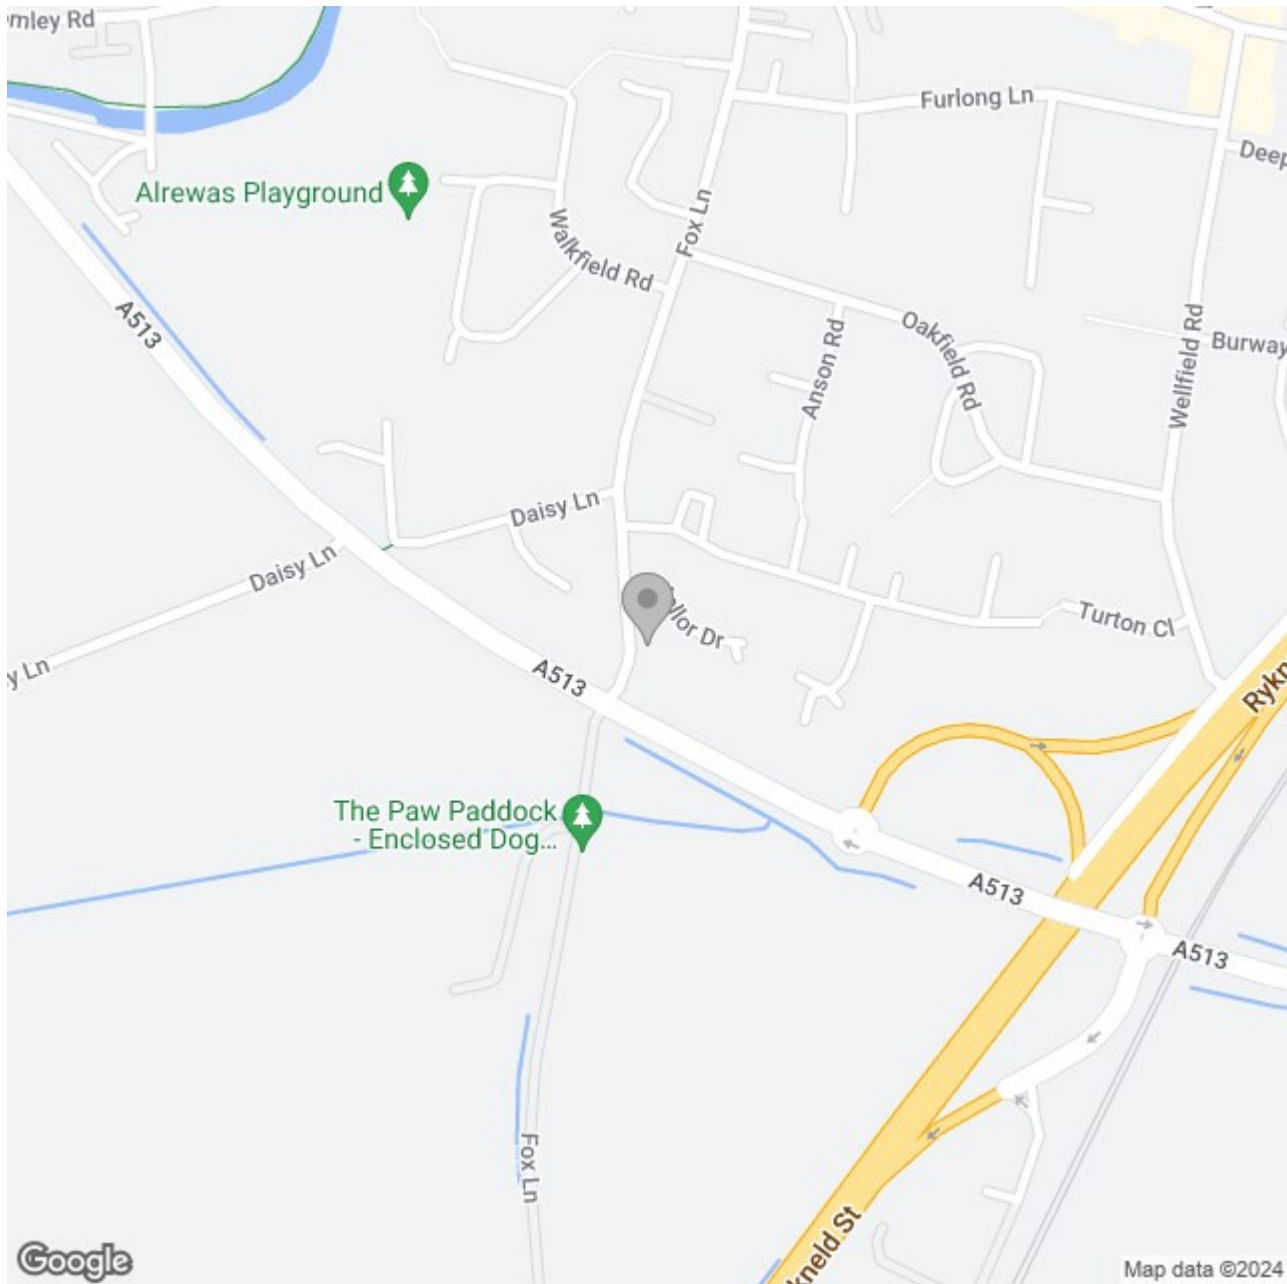 Furlong Ln
Alrewas Playground
Fox Ln
Walkfield Rd
A513
Oakfield Rd
Anson Rd
Burway
Wellfield Rd
Daisy Ln
Daisy Ln
Turton Cl
A513
The Paw Paddock
- Enclosed Dog...
A513
A513
Fox Ln
Google
Map data ©2024